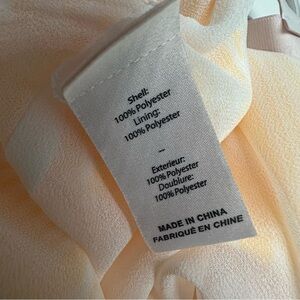 Shell:
100% Polyester
Lining:
100% Polyester
–
Exterieur:
100% Polyester
Doublure:
100% Polyester
MADE IN CHINA
FABRIQUÉ EN CHINE